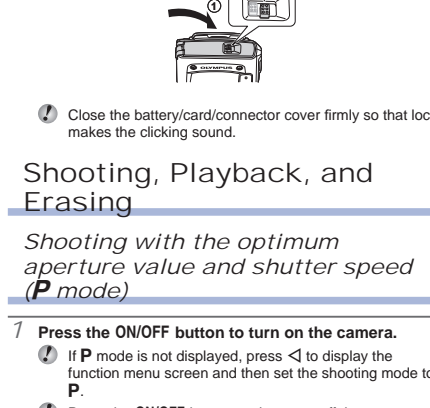 ①
OLYMPUS
Close the battery/card/connector cover firmly so that loc
makes the clicking sound.
Shooting, Playback, and
Erasing
Shooting with the optimum
aperture value and shutter speed
(P mode)
1 Press the ON/OFF button to turn on the camera.
If P mode is not displayed, press ◁ to display the
function menu screen and then set the shooting mode to
P.